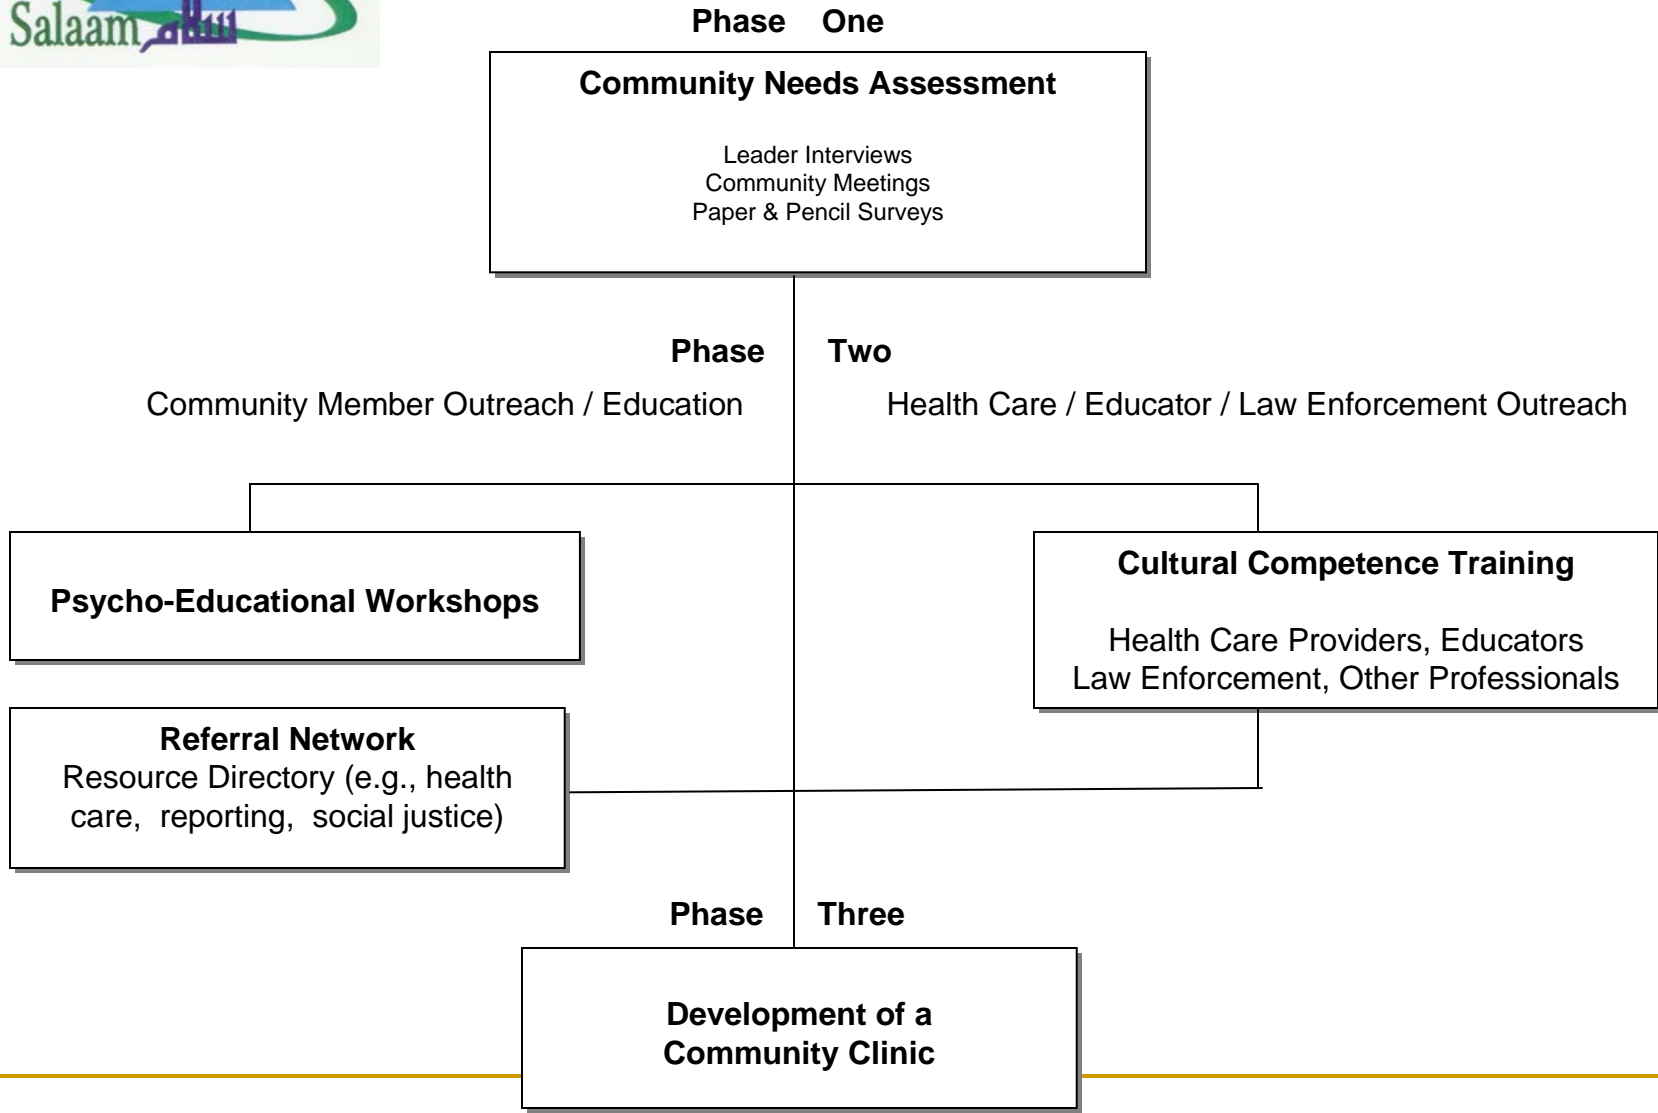 Salaam سلام
Phase One
Community Needs Assessment
Leader Interviews
Community Meetings
Paper & Pencil Surveys
Phase Two
Community Member Outreach / Education
Health Care / Educator / Law Enforcement Outreach
Psycho-Educational Workshops
Cultural Competence Training
Health Care Providers, Educators
Law Enforcement, Other Professionals
Referral Network
Resource Directory (e.g., health
care, reporting, social justice)
Phase Three
Development of a
Community Clinic